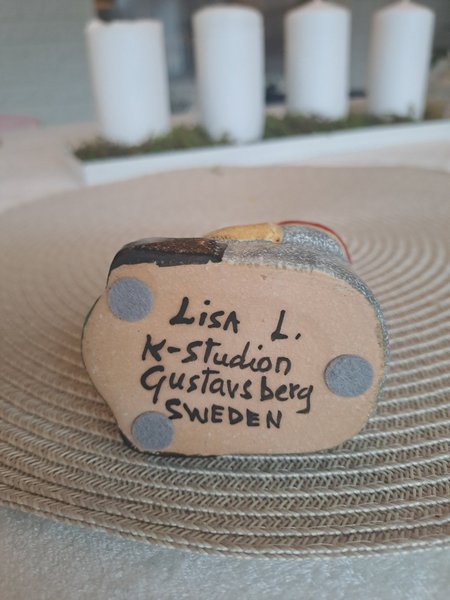 Lisa L.
K-Studion
Gustavsberg
SWEDEN